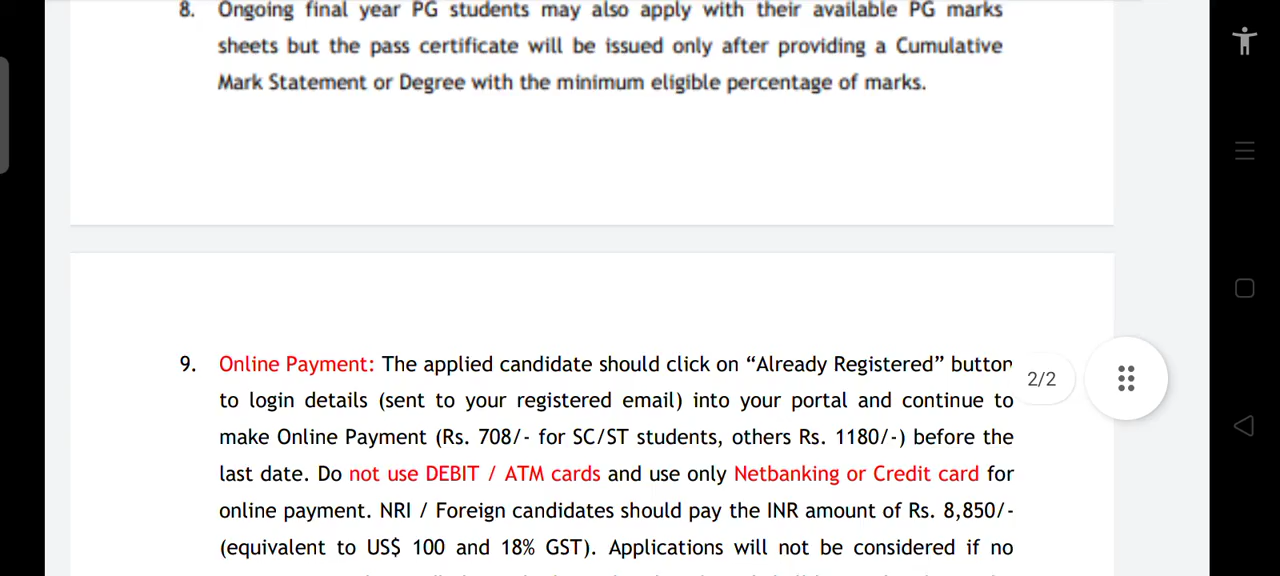 8. Ongoing final year PG students may also apply with their available PG marks
sheets but the pass certificate will be issued only after providing a Cumulative
Mark Statement or Degree with the minimum eligible percentage of marks.
9. Online Payment: The applied candidate should click on “Already Registered” button
to login details (sent to your registered email) into your portal and continue to
make Online Payment (Rs. 708/- for SC/ST students, others Rs. 1180/-) before the
last date. Do not use DEBIT / ATM cards and use only Netbanking or Credit card for
online payment. NRI / Foreign candidates should pay the INR amount of Rs. 8,850/-
(equivalent to US$ 100 and 18% GST). Applications will not be considered if no
2/2